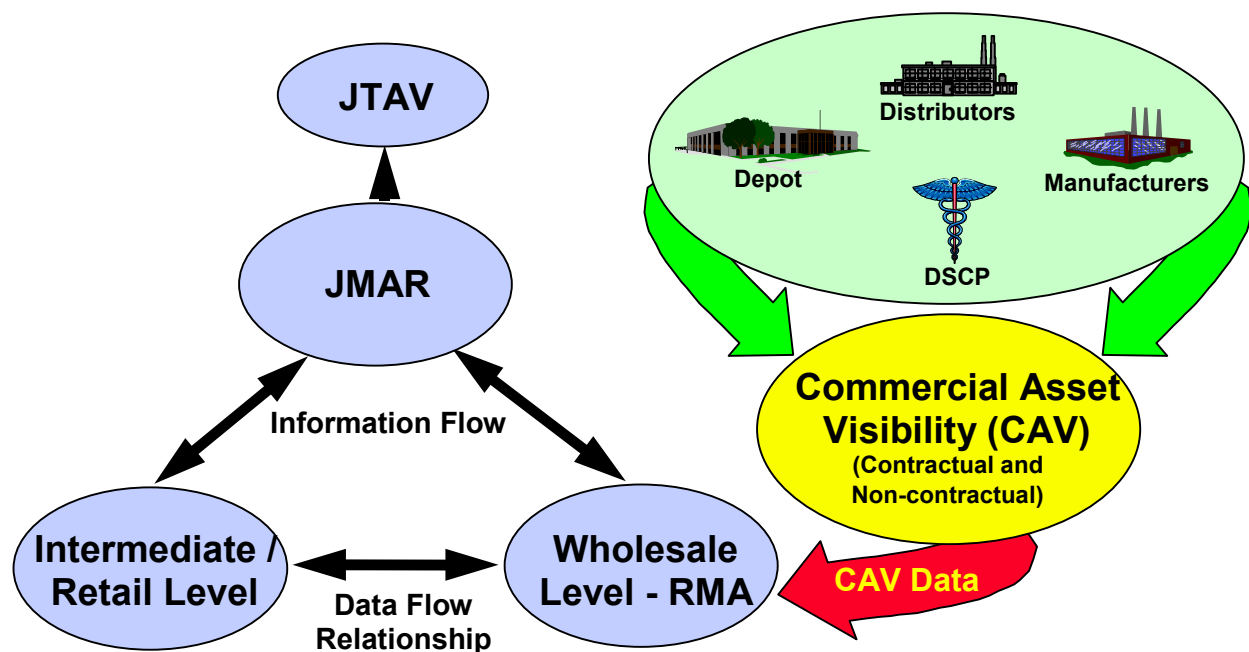 JTAV
JMAR
Information Flow
Intermediate /
Retail Level
Data Flow
Relationship
Wholesale
Level - RMA
Distributors
Depot
Manufacturers
DSCP
Commercial Asset
Visibility (CAV)
(Contractual and
Non-contractual)
CAV Data